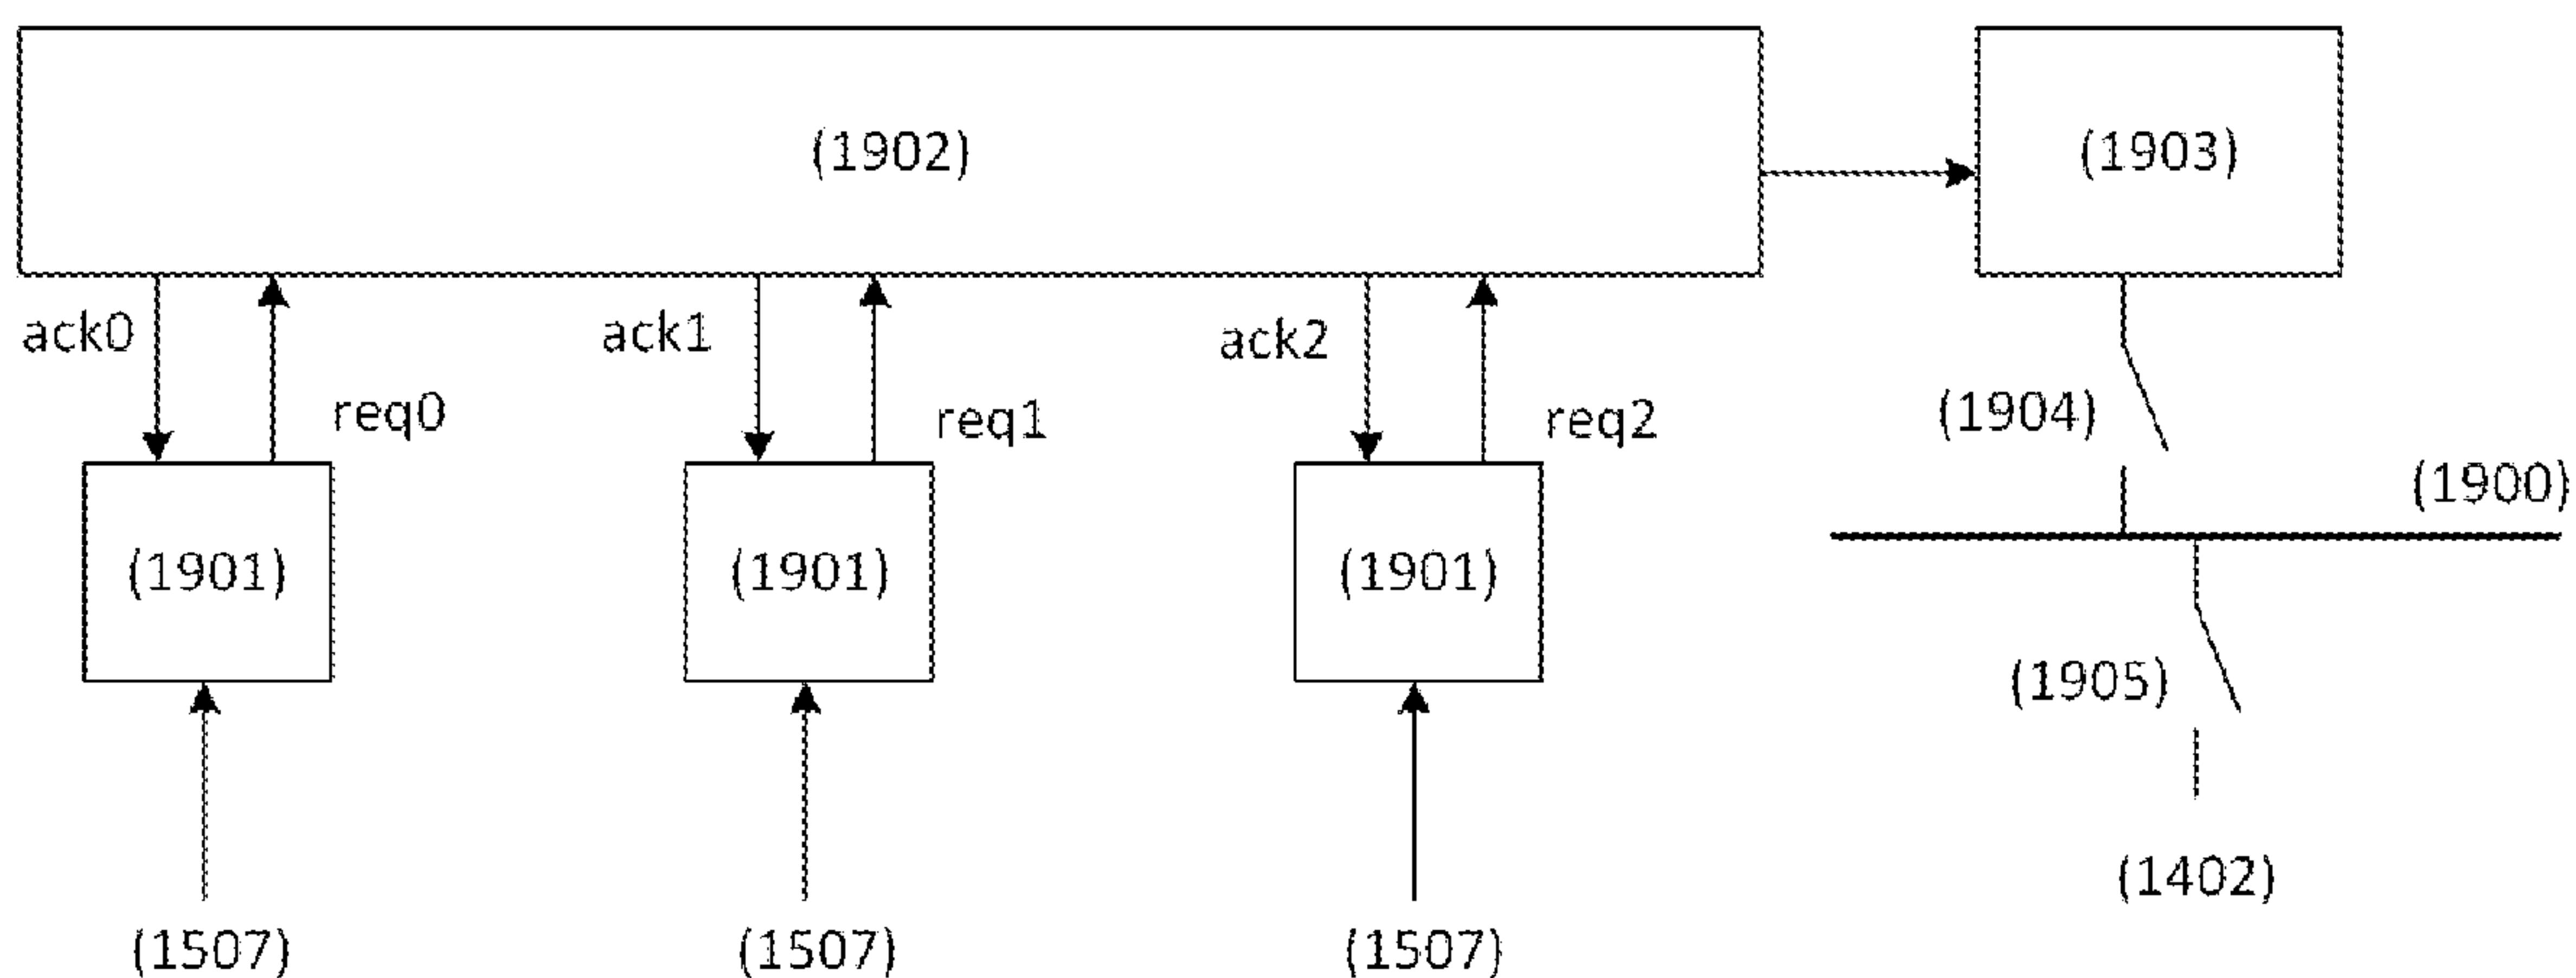 (1902)
(1903)
ack0
ack1
ack2
req0
req1
req2
(1904)
(1900)
(1901)
(1901)
(1901)
(1905)
(1402)
(1507)
(1507)
(1507)